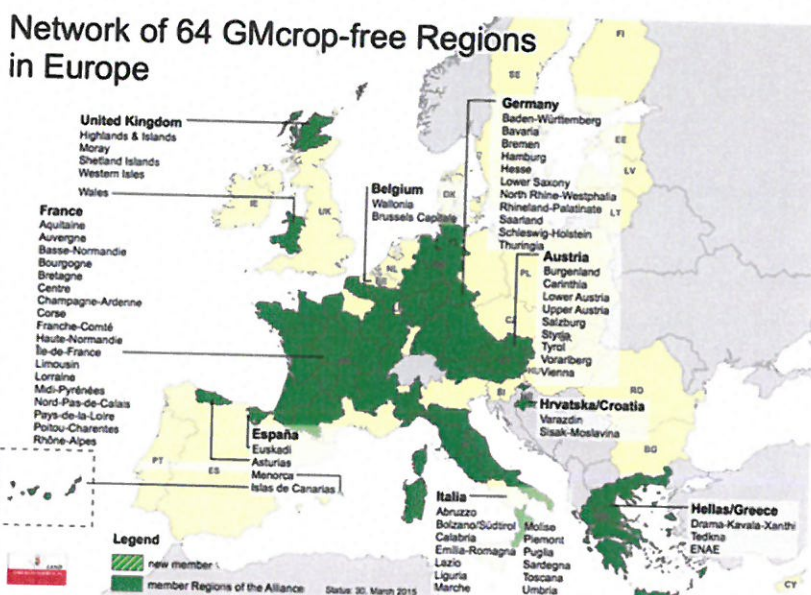 Network of 64 GMcrop-free Regions
in Europe
United Kingdom
Highlands & Islands
Moray
Shetland Islands
Western Isles
Wales
France
Aquitaine
Auvergne
Basse-Normandie
Bourgogne
Bretagne
Centre
Champagne-Ardenne
Corse
Franche-Comté
Haute-Normandie
Île-de-France
Limousin
Lorraine
Midi-Pyrénées
Nord-Pas-de-Calais
Pays-de-la-Loire
Poitou-Charentes
Rhône-Alpes
Belgium
Wallonia
Brussels Capitale
Germany
Baden-Württemberg
Bavaria
Bremen
Hamburg
Hesse
Lower Saxony
North Rhine-Westphalia
Rhineland-Palatinate
Saarland
Schleswig-Holstein
Thuringia
Austria
Burgenland
Carinthia
Lower Austria
Upper Austria
Salzburg
Styria
Tyrol
Vorarlberg
Vienna
Hrvatska/Croatia
Varazdin
Sisak-Moslavina
España
Euskadi
Asturias
Menorca
Islas de Canarias
Italia
Abruzzo
Bolzano/Südtirol
Calabria
Emilia-Romagna
Lazio
Liguria
Marche
Molise
Piemont
Puglia
Sardegna
Toscana
Umbria
Hellas/Greece
Drama-Kavala-Xanthi
Tedkna
ENAE
FI
SE
EE
LV
LT
DK
IE
UK
NL
PL
CZ
HU
SI
RO
BG
PT
ES
CY
Legend
new member
member Regions of the Alliance
Status: 30. March 2015